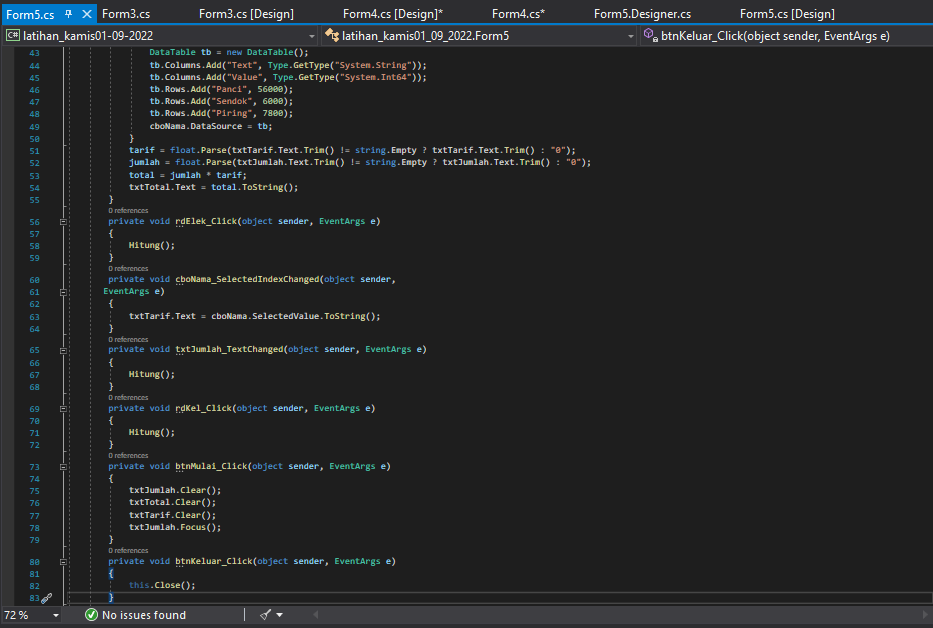 Form5.cs Form3.cs Form3.cs [Design] Form4.cs [Design]* Form4.cs* Form5.Designer.cs Form5.cs [Design]
C# latihan_kamis01-09-2022 latihan_kamis01_09_2022.Form5 btnKeluar_Click(object sender, EventArgs e)
43 DataTable tb = new DataTable();
44 tb.Columns.Add("Text", Type.GetType("System.String"));
45 tb.Columns.Add("Value", Type.GetType("System.Int64"));
46 tb.Rows.Add("Panci", 56000);
47 tb.Rows.Add("Sendok", 6000);
48 tb.Rows.Add("Piring", 7800);
49 cboNama.DataSource = tb;
50 }
51 tarif = float.Parse(txtTarif.Text.Trim() != string.Empty ? txtTarif.Text.Trim() : "0");
52 jumlah = float.Parse(txtJumlah.Text.Trim() != string.Empty ? txtJumlah.Text.Trim() : "0");
53 total = jumlah * tarif;
54 txtTotal.Text = total.ToString();
55 }
0 references
56 private void rdElek_Click(object sender, EventArgs e)
57 {
58 Hitung();
59 }
0 references
60 private void cboNama_SelectedIndexChanged(object sender,
61 EventArgs e)
62 {
63 txtTarif.Text = cboNama.SelectedValue.ToString();
64 }
0 references
65 private void txtJumlah_TextChanged(object sender, EventArgs e)
66 {
67 Hitung();
68 }
0 references
69 private void rdKel_Click(object sender, EventArgs e)
70 {
71 Hitung();
72 }
0 references
73 private void btnMulai_Click(object sender, EventArgs e)
74 {
75 txtJumlah.Clear();
76 txtTotal.Clear();
77 txtTarif.Clear();
78 txtJumlah.Focus();
79 }
0 references
80 private void btnKeluar_Click(object sender, EventArgs e)
81 {
82 this.Close();
83 }
72 % No issues found